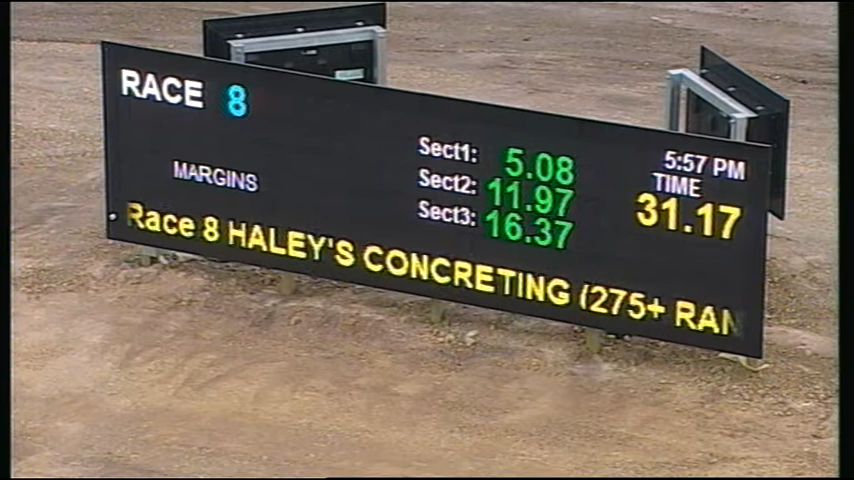 RACE 8
MARGINS
Sect1: 5.08
Sect2: 11.97
Sect3: 16.37
5:57 PM
TIME
31.17
Race 8 HALEY'S CONCRETING (275+ RAN